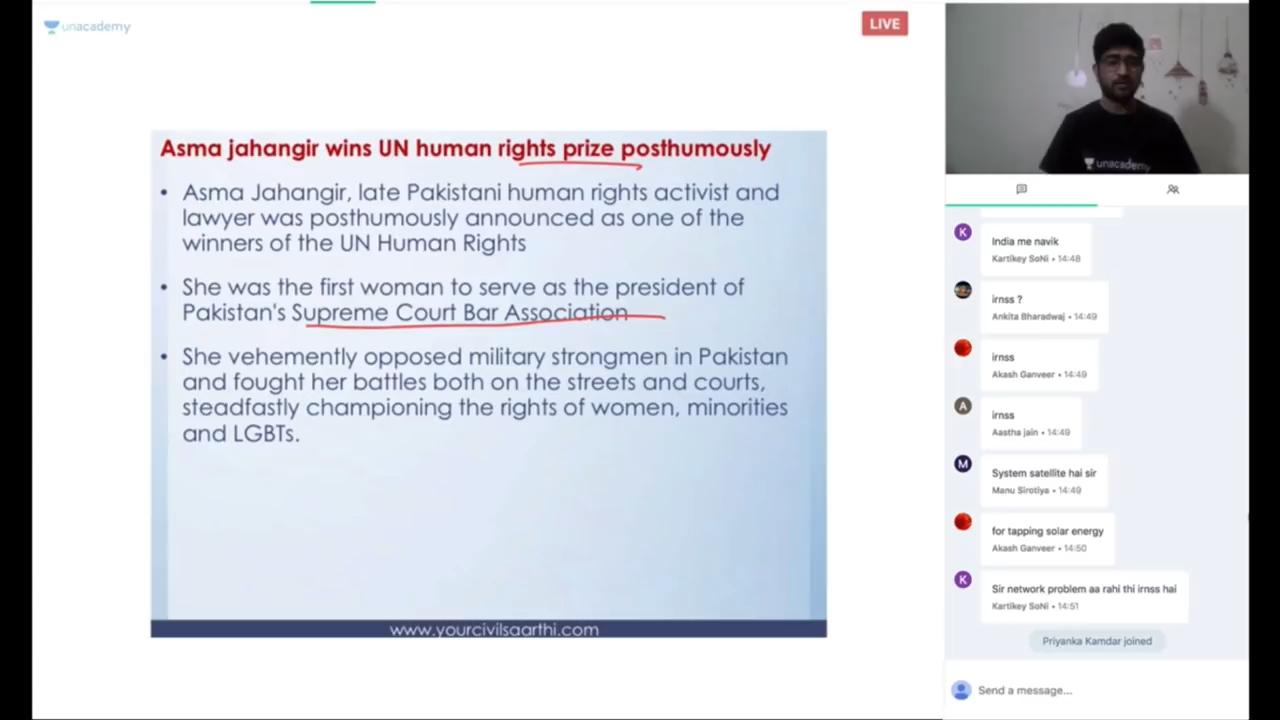 unacademy
LIVE
Asma jahangir wins UN human rights prize posthumously
• Asma Jahangir, late Pakistani human rights activist and
lawyer was posthumously announced as one of the
winners of the UN Human Rights
• She was the first woman to serve as the president of
Pakistan's Supreme Court Bar Association
• She vehemently opposed military strongmen in Pakistan
and fought her battles both on the streets and courts,
steadfastly championing the rights of women, minorities
and LGBTs.
www.yourcivilsaarthi.com
unacademy
K
India me navik
Kartikey SoNi • 14:48
irnss ?
Ankita Bharadwaj • 14:49
irnss
Akash Ganveer • 14:49
A
irnss
Aastha jain • 14:49
M
System satellite hai sir
Manu Sirotiya • 14:49
for tapping solar energy
Akash Ganveer • 14:50
K
Sir network problem aa rahi thi irnss hai
Kartikey SoNi • 14:51
Priyanka Kamdar joined
Send a message...